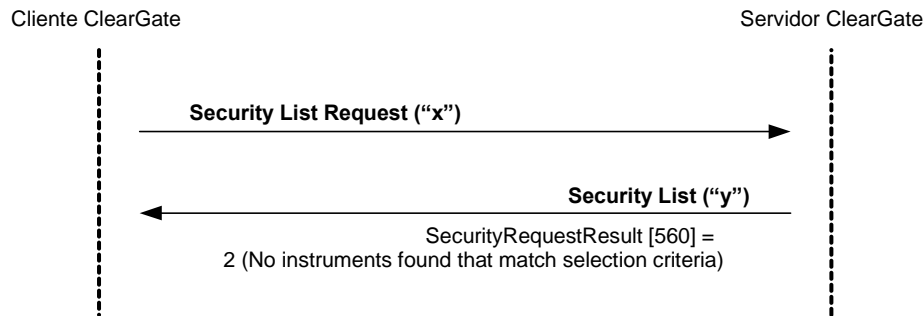 Cliente ClearGate
Servidor ClearGate
Security List Request (“x”)
Security List (“y”)
SecurityRequestResult [560] =
2 (No instruments found that match selection criteria)